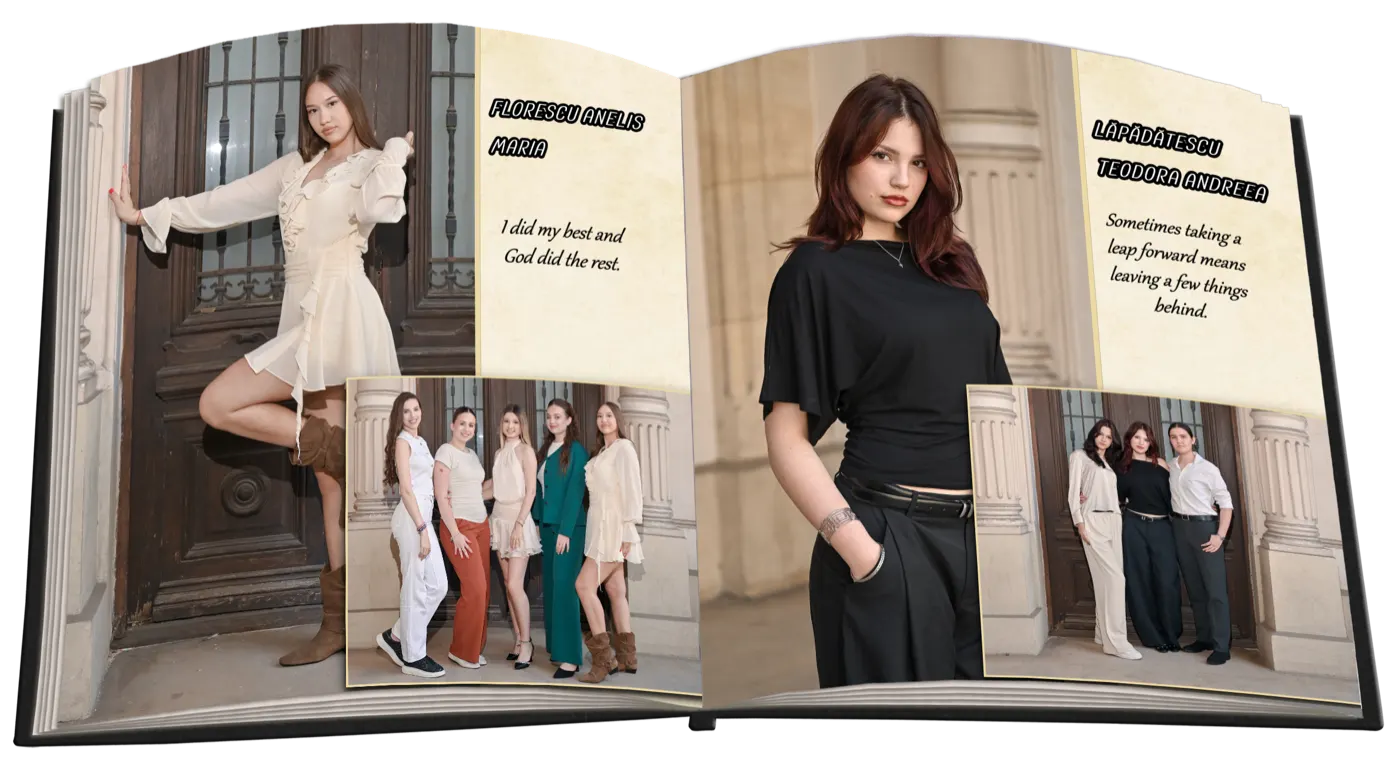 FLORESCU ANELIS
MARIA
I did my best and
God did the rest.
LĂPĂDĂTESCU
TEODORA ANDREEA
Sometimes taking a
leap forward means
leaving a few things
behind.